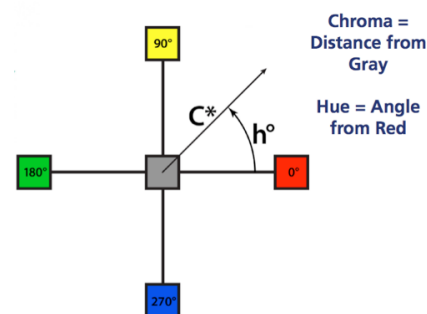 Chroma =
Distance from
Gray
Hue = Angle
from Red
90°
C*
h°
180°
0°
270°